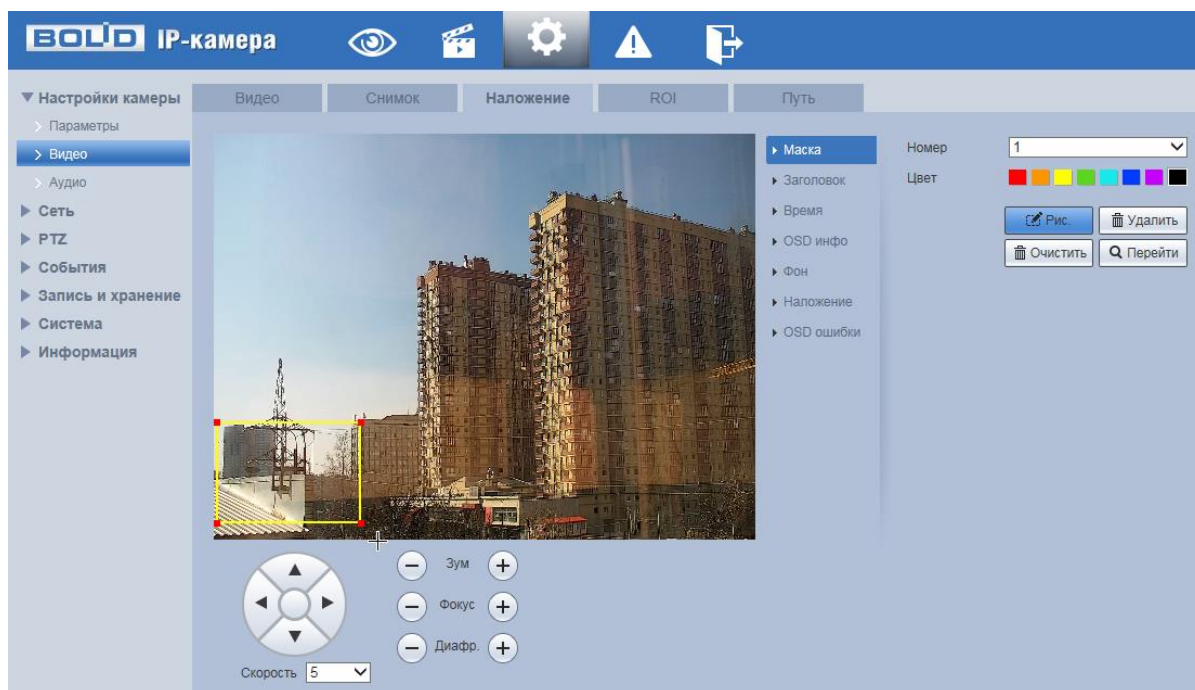 BOLID IP-камера
Настройки камеры
Параметры
Видео
Аудио
Сеть
PTZ
События
Запись и хранение
Система
Информация
Видео
Снимок
Наложение
ROI
Путь
Маска
Заголовок
Время
OSD инфо
Фон
Наложение
OSD ошибки
Номер 1
Цвет
Рис. Удалить
Очистить Перейти
Зум
Фокус
Диафр.
Скорость 5